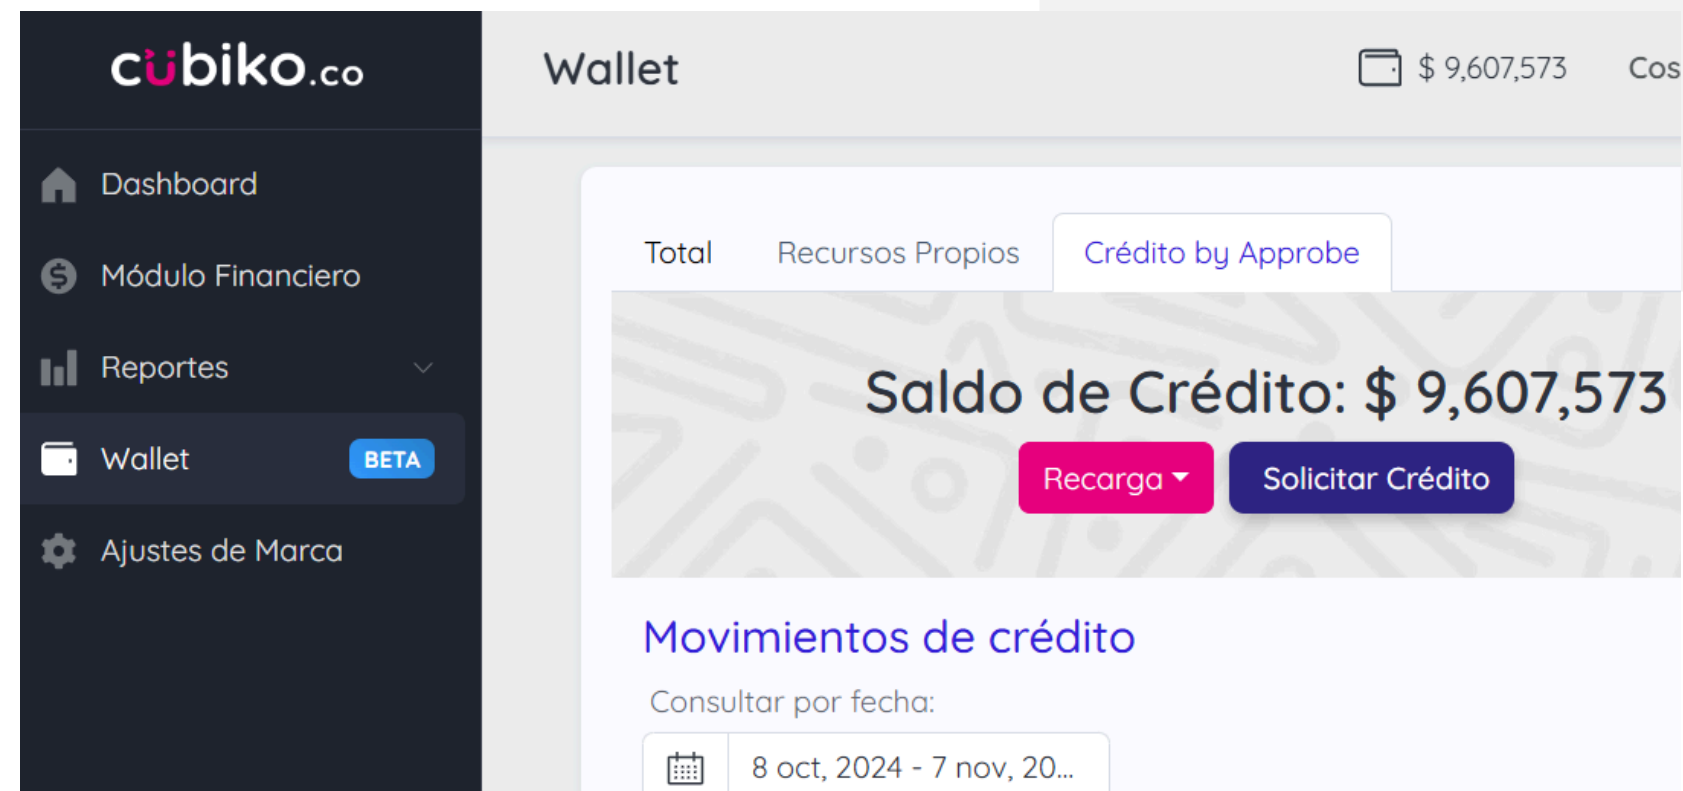 cubiko.co
Dashboard
Módulo Financiero
Reportes
Wallet BETA
Ajustes de Marca
Wallet
$ 9,607,573 Cos
Total Recursos Propios Crédito by Approbe
Saldo de Crédito: $ 9,607,573
Recarga Solicitar Crédito
Movimientos de crédito
Consultar por fecha:
8 oct, 2024 - 7 nov, 20...